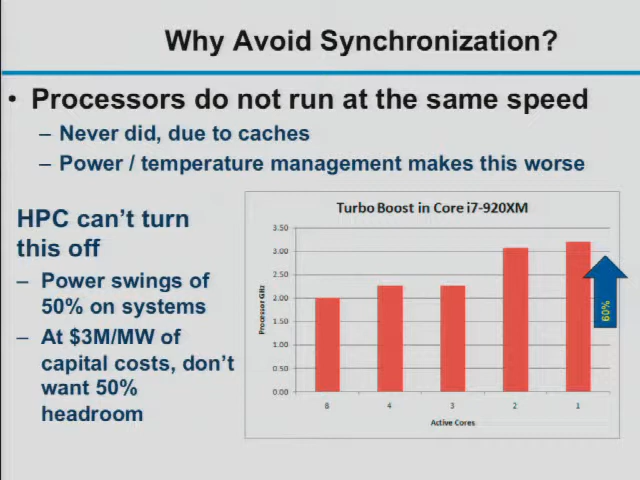 Why Avoid Synchronization?
• Processors do not run at the same speed
– Never did, due to caches
– Power / temperature management makes this worse
HPC can't turn
this off
– Power swings of
50% on systems
– At $3M/MW of
capital costs, don't
want 50%
headroom
Turbo Boost in Core i7-920XM
Processor GHz
3.50
3.00
2.50
2.00
1.50
1.00
0.50
0.00
8 4 3 2 1
Active Cores
60%